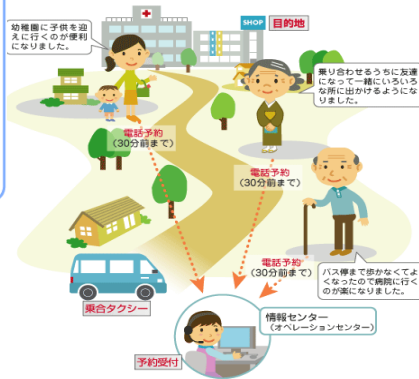 幼稚園に子供を迎
えに行くのが便利
になりました。
SHOP
目的地
乗り合わせるうちに友達
になって一緒にいろいろ
な所に出かけるようにな
りました。
電話予約
(30分前まで)
電話予約
(30分前まで)
電話予約
(30分前まで)
バス停まで歩かなくてよ
くなったので病院に行く
のが楽になりました。
乗合タクシー
情報センター
(オペレーションセンター)
予約受付